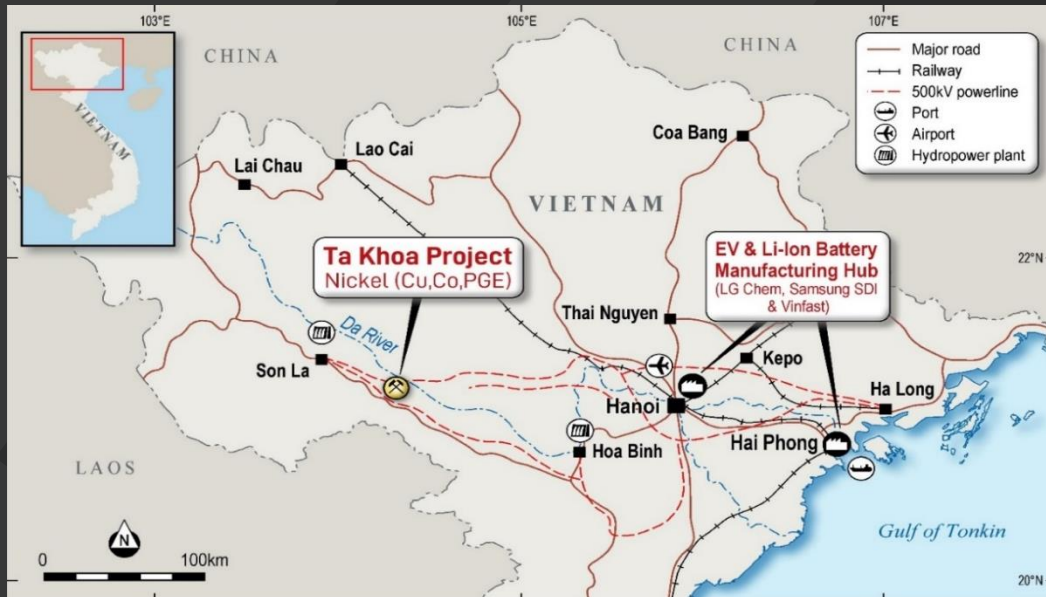 103°E
105°E
107°E
CHINA
CHINA
VIETNAM
Major road
Railway
500kV powerline
Port
Airport
Hydropower plant
Coa Bang
Lao Cai
Lai Chau
VIETNAM
Ta Khoa Project
Nickel (Cu,Co,PGE)
EV & Li-Ion Battery
Manufacturing Hub
(LG Chem, Samsung SDI
& Vinfast)
22°N
Thai Nguyen
Da River
Son La
Kepo
Ha Long
Hanoi
Hai Phong
Hoa Binh
LAOS
Gulf of Tonkin
N
0 100km
20°N